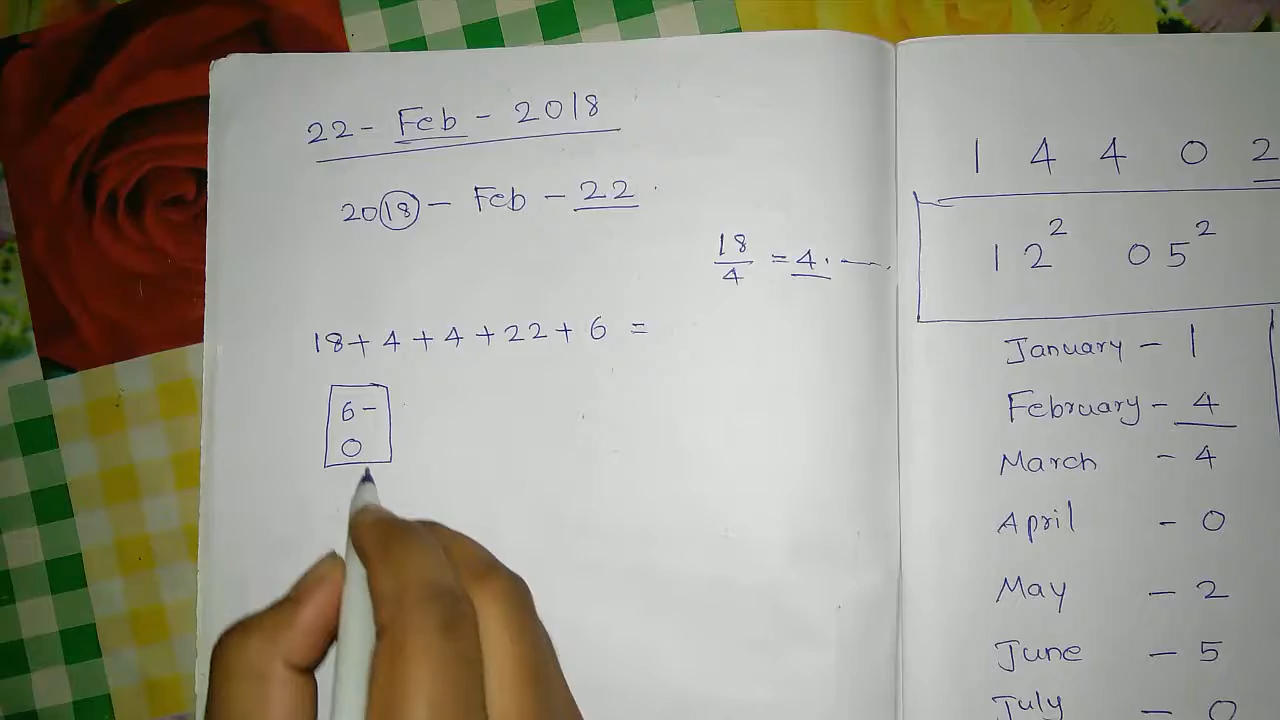 22 - Feb - 2018
2018 - Feb - 22
18/4 = 4. —.
18 + 4 + 4 + 22 + 6 =
6 -
0
1 4 4 0 2
12² 05²
January - 1
February - 4
March - 4
April - 0
May - 2
June - 5
July - 0